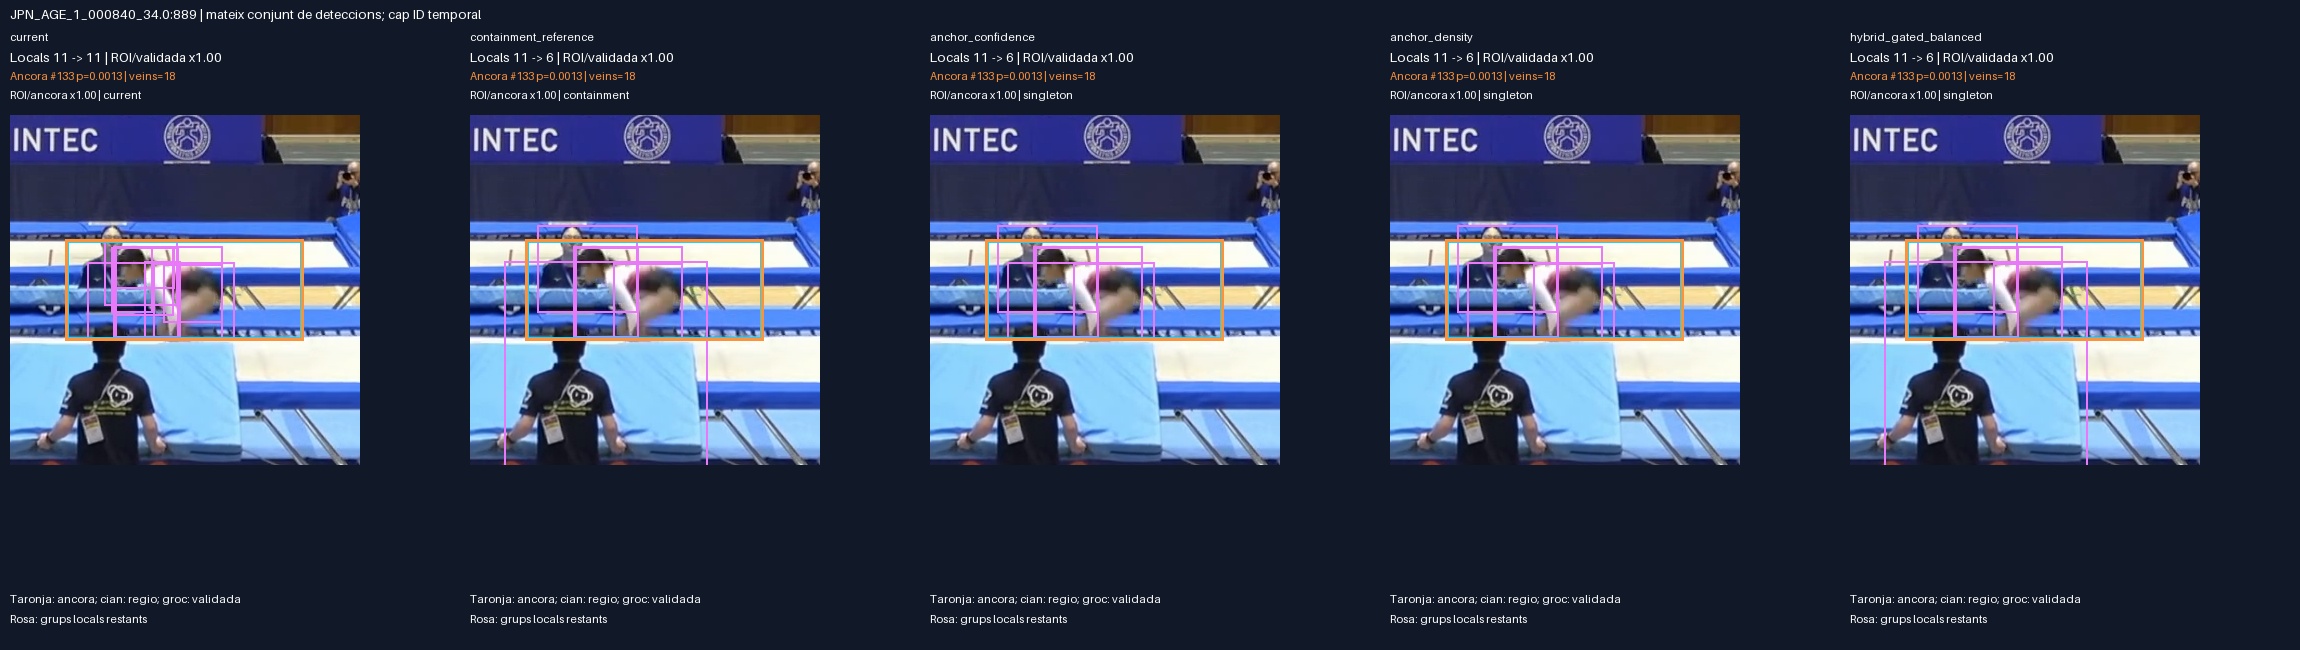 JPN_AGE_1_000840_34.0:889 | mateix conjunt de deteccions; cap ID temporal
current
Locals 11 -> 11 | ROI/validada x1.00
Ancora #133 p=0.0013 | veins=18
ROI/ancora x1.00 | current
INTEC
Taronja: ancora; cian: regio; groc: validada
Rosa: grups locals restants
containment_reference
Locals 11 -> 6 | ROI/validada x1.00
Ancora #133 p=0.0013 | veins=18
ROI/ancora x1.00 | containment
INTEC
Taronja: ancora; cian: regio; groc: validada
Rosa: grups locals restants
anchor_confidence
Locals 11 -> 6 | ROI/validada x1.00
Ancora #133 p=0.0013 | veins=18
ROI/ancora x1.00 | singleton
INTEC
Taronja: ancora; cian: regio; groc: validada
Rosa: grups locals restants
anchor_density
Locals 11 -> 6 | ROI/validada x1.00
Ancora #133 p=0.0013 | veins=18
ROI/ancora x1.00 | singleton
INTEC
Taronja: ancora; cian: regio; groc: validada
Rosa: grups locals restants
hybrid_gated_balanced
Locals 11 -> 6 | ROI/validada x1.00
Ancora #133 p=0.0013 | veins=18
ROI/ancora x1.00 | singleton
INTEC
Taronja: ancora; cian: regio; groc: validada
Rosa: grups locals restants